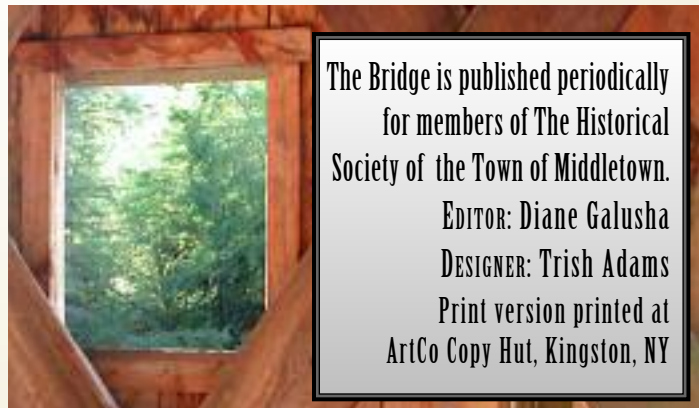 The Bridge is published periodically
for members of The Historical
Society of the Town of Middletown.
EDITOR: Diane Galusha
DESIGNER: Trish Adams
Print version printed at
ArtCo Copy Hut, Kingston, NY